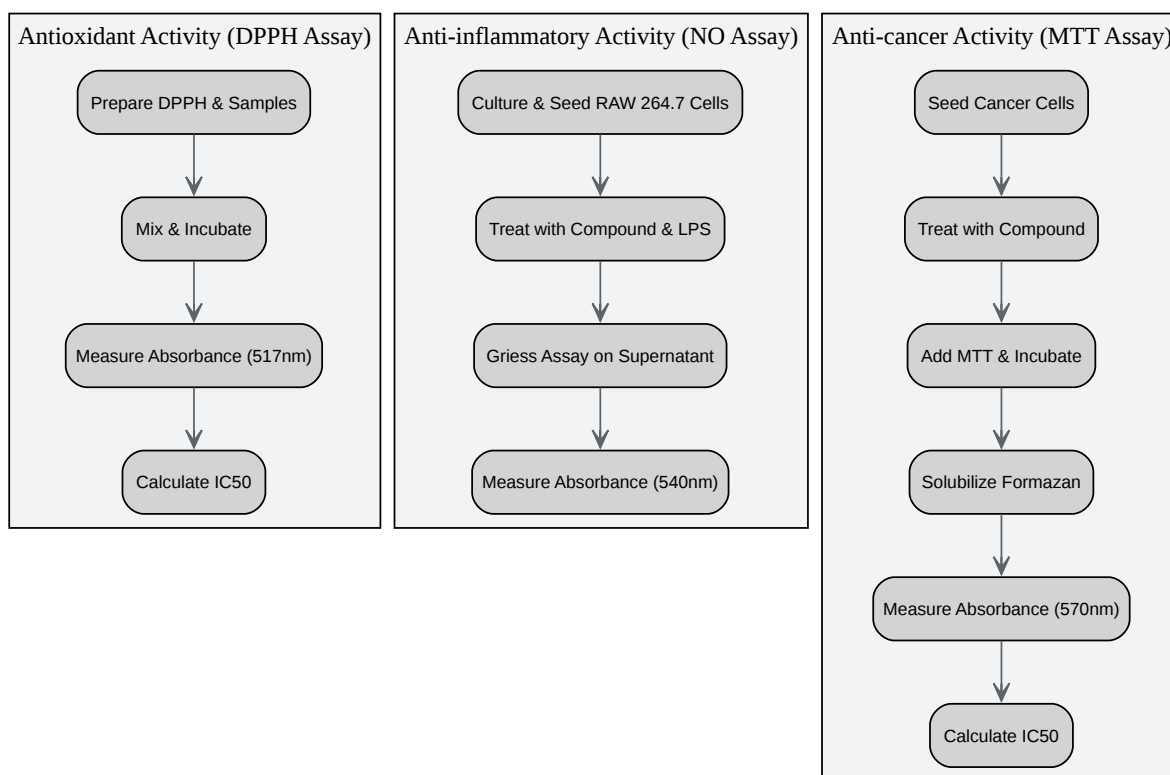 Antioxidant Activity (DPPH Assay)
Prepare DPPH & Samples
Mix & Incubate
Measure Absorbance (517nm)
Calculate IC50
Anti-inflammatory Activity (NO Assay)
Culture & Seed RAW 264.7 Cells
Treat with Compound & LPS
Griess Assay on Supernatant
Measure Absorbance (540nm)
Anti-cancer Activity (MTT Assay)
Seed Cancer Cells
Treat with Compound
Add MTT & Incubate
Solubilize Formazan
Measure Absorbance (570nm)
Calculate IC50